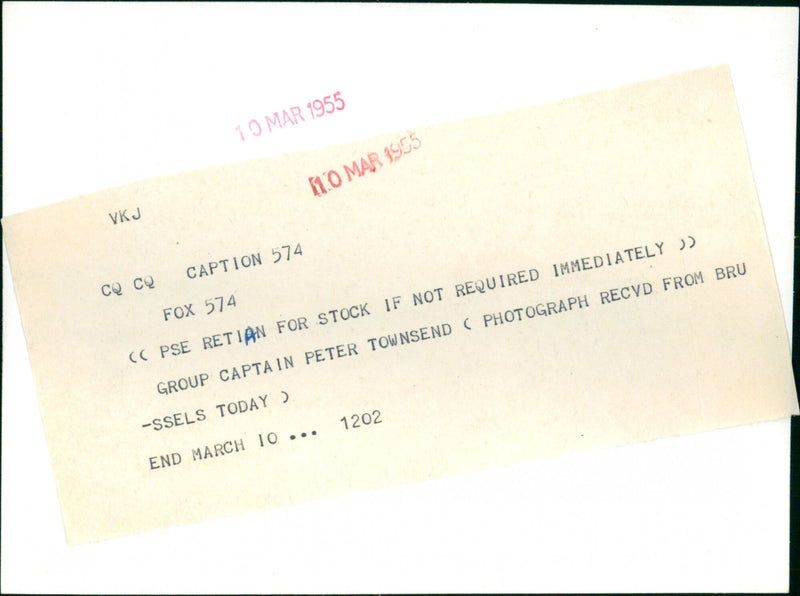 10 MAR 1955
10 MAR 1955
VKJ
CQ CQ CAPTION 574
FOX 574
(( PSE RETIAN FOR STOCK IF NOT REQUIRED IMMEDIATELY ))
GROUP CAPTAIN PETER TOWNSEND ( PHOTOGRAPH RECVD FROM BRU
-SSELS TODAY )
END MARCH IO ... 1202